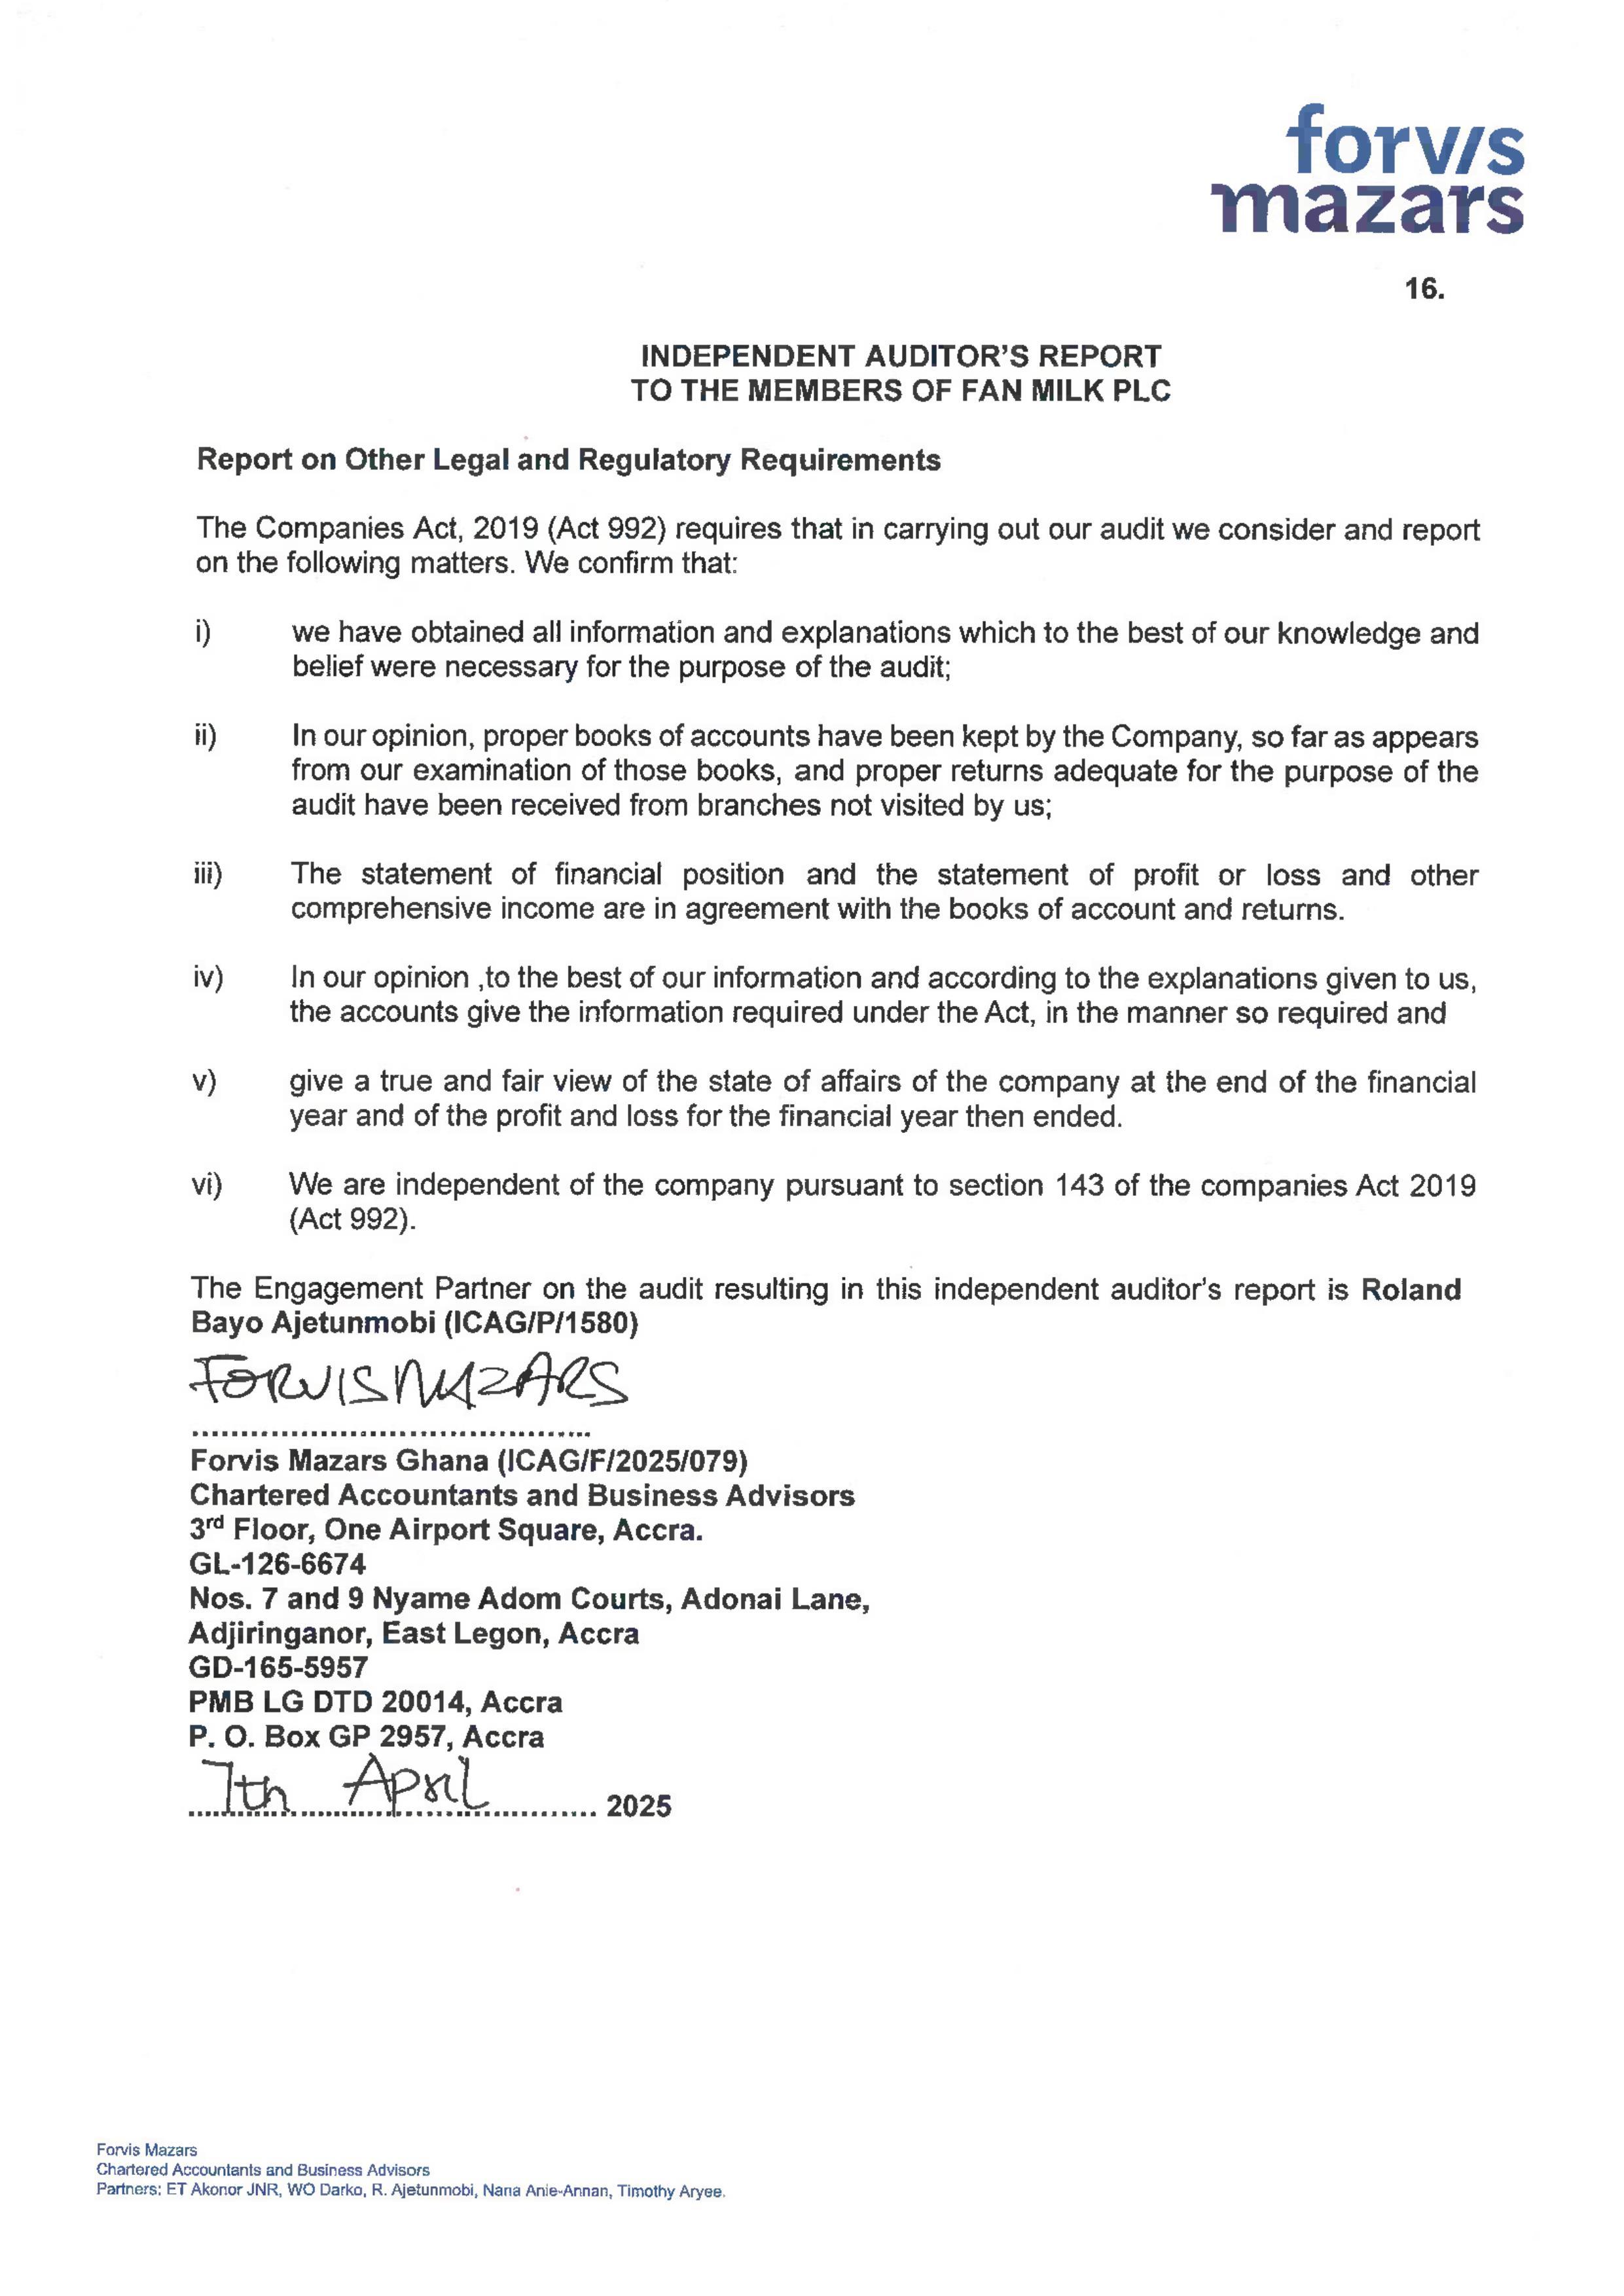 forvis
mazars
16.
INDEPENDENT AUDITOR'S REPORT
TO THE MEMBERS OF FAN MILK PLC
Report on Other Legal and Regulatory Requirements
The Companies Act, 2019 (Act 992) requires that in carrying out our audit we consider and report
on the following matters. We confirm that:
i) we have obtained all information and explanations which to the best of our knowledge and
belief were necessary for the purpose of the audit;
ii) In our opinion, proper books of accounts have been kept by the Company, so far as appears
from our examination of those books, and proper returns adequate for the purpose of the
audit have been received from branches not visited by us;
iii) The statement of financial position and the statement of profit or loss and other
comprehensive income are in agreement with the books of account and returns.
iv) In our opinion ,to the best of our information and according to the explanations given to us,
the accounts give the information required under the Act, in the manner so required and
v) give a true and fair view of the state of affairs of the company at the end of the financial
year and of the profit and loss for the financial year then ended.
vi) We are independent of the company pursuant to section 143 of the companies Act 2019
(Act 992).
The Engagement Partner on the audit resulting in this independent auditor's report is Roland
Bayo Ajetunmobi (ICAG/P/1580)
FORVIS MAZARS
........................................
Forvis Mazars Ghana (ICAG/F/2025/079)
Chartered Accountants and Business Advisors
3rd Floor, One Airport Square, Accra.
GL-126-6674
Nos. 7 and 9 Nyame Adom Courts, Adonai Lane,
Adjiringanor, East Legon, Accra
GD-165-5957
PMB LG DTD 20014, Accra
P. O. Box GP 2957, Accra
7th April 2025
Forvis Mazars
Chartered Accountants and Business Advisors
Partners: ET Akonor JNR, WO Darko, R. Ajetunmobi, Nana Anie-Annan, Timothy Aryee.